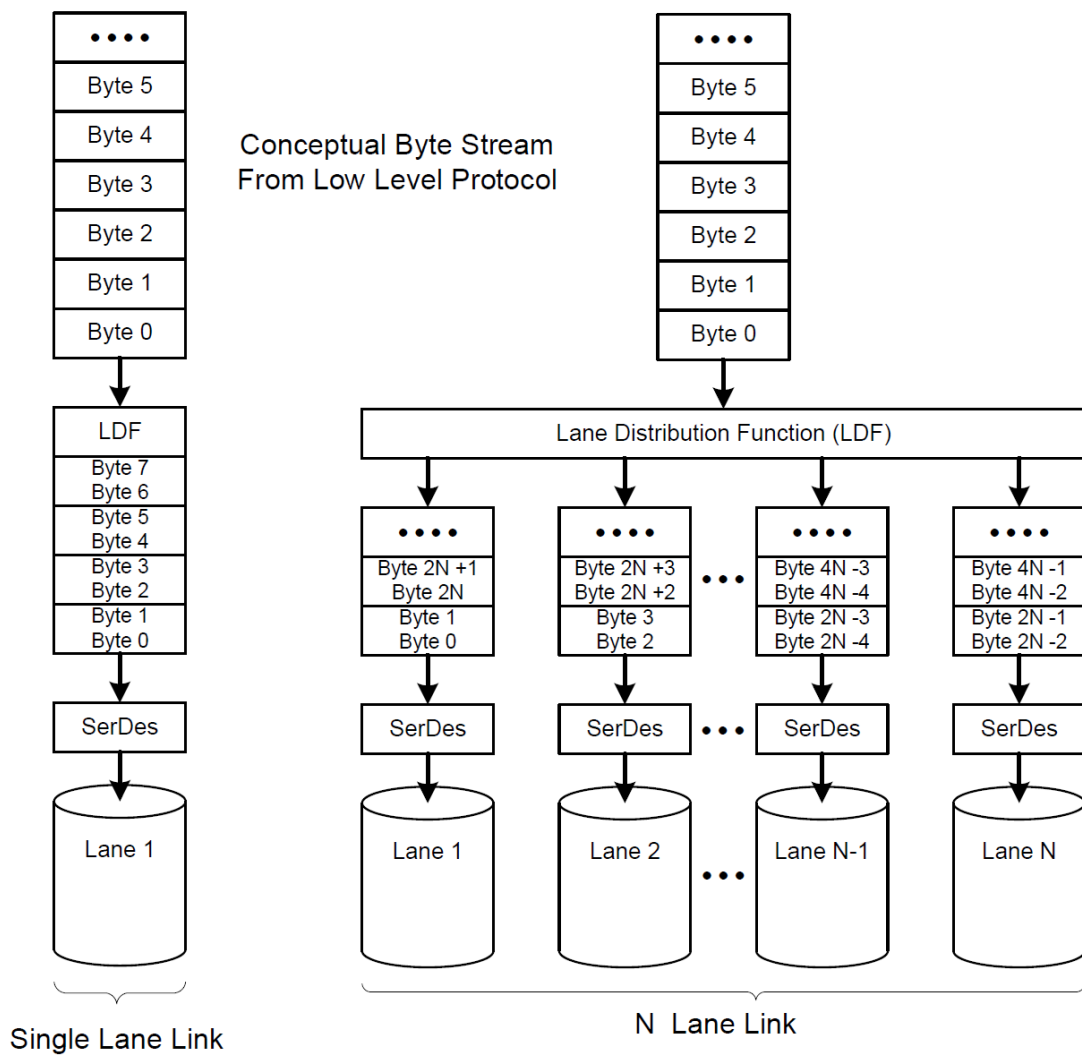 ••••
Byte 5
Byte 4
Byte 3
Byte 2
Byte 1
Byte 0
Conceptual Byte Stream
From Low Level Protocol
••••
Byte 5
Byte 4
Byte 3
Byte 2
Byte 1
Byte 0
LDF
Byte 7
Byte 6
Byte 5
Byte 4
Byte 3
Byte 2
Byte 1
Byte 0
SerDes
Lane 1
Single Lane Link
Lane Distribution Function (LDF)
••••
Byte 2N +1
Byte 2N
Byte 1
Byte 0
SerDes
Lane 1
••••
Byte 2N +3
Byte 2N +2
Byte 3
Byte 2
SerDes
Lane 2
•••
•••
•••
••••
Byte 4N -3
Byte 4N -4
Byte 2N -3
Byte 2N -4
SerDes
Lane N-1
••••
Byte 4N -1
Byte 4N -2
Byte 2N -1
Byte 2N -2
SerDes
Lane N
N Lane Link